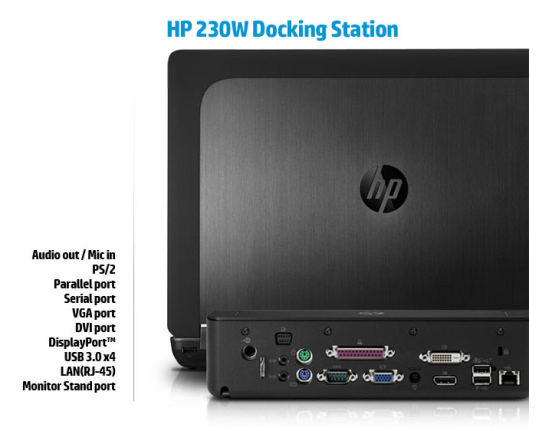 HP 230W Docking Station
hp
Audio out / Mic in
PS/2
Parallel port
Serial port
VGA port
DVI port
DisplayPort™
USB 3.0 x4
LAN(RJ-45)
Monitor Stand port